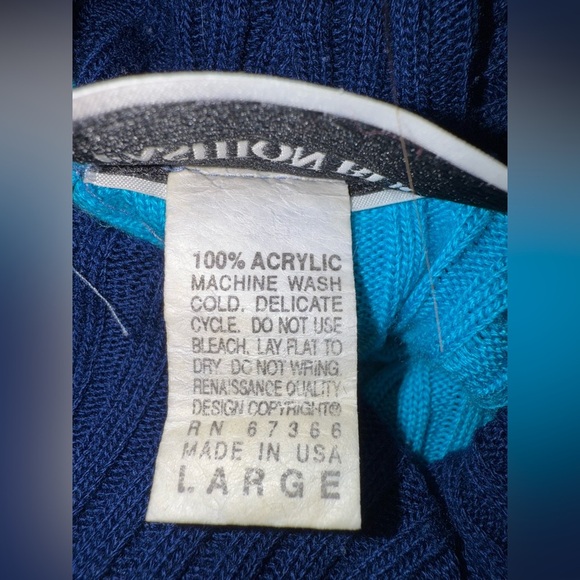 FASHION
100% ACRYLIC
MACHINE WASH
COLD. DELICATE
CYCLE. DO NOT USE
BLEACH. LAY FLAT TO
DRY. DO NOT WRING.
RENAISSANCE QUALITY
DESIGN COPYRIGHT®
RN 67366
MADE IN USA
LARGE